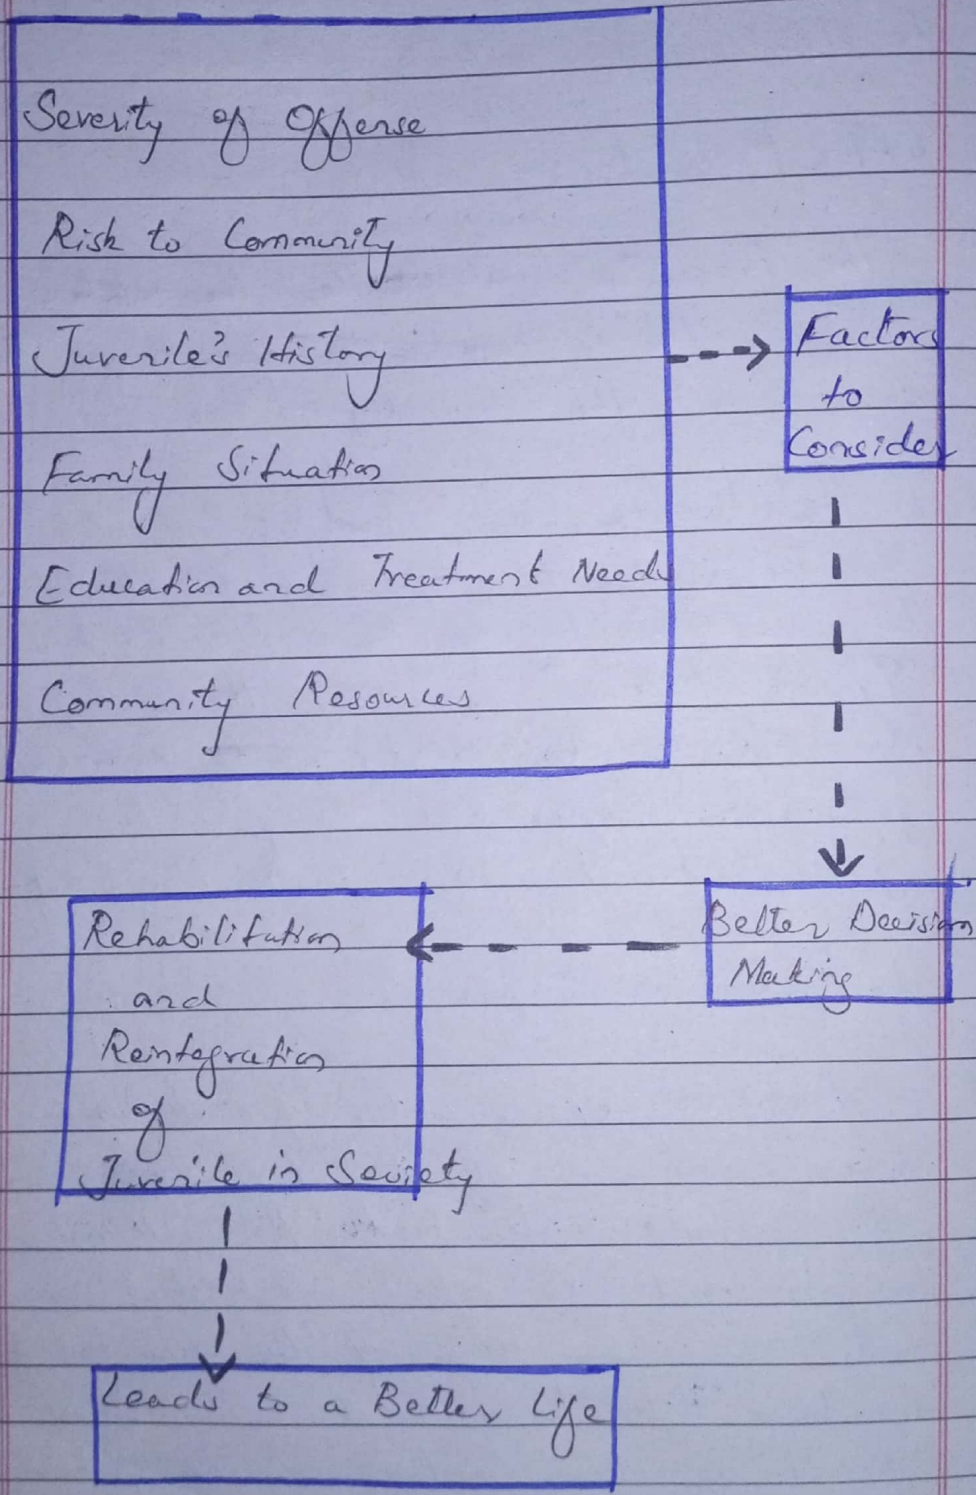 Severity of Offense
Risk to Community
Juvenile's History
Family Situation
Education and Treatment Needs
Community Resources
Factors
to
Consider
Better Decision
Making
Rehabilitation
and
Reintegration
of
Juvenile in Society
Leads to a Better Life